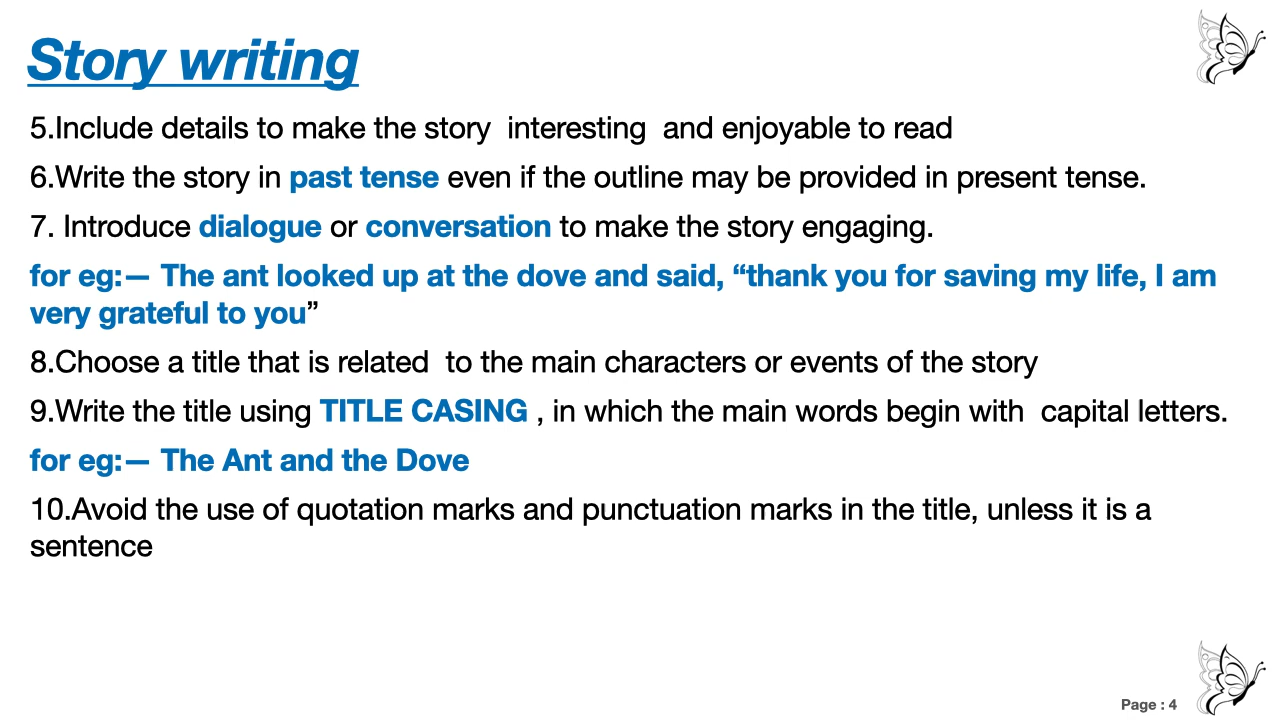 Story writing
5.Include details to make the story  interesting  and enjoyable to read
6.Write the story in past tense even if the outline may be provided in present tense.
7. Introduce dialogue or conversation to make the story engaging.
for eg:— The ant looked up at the dove and said, “thank you for saving my life, I am
very grateful to you”
8.Choose a title that is related  to the main characters or events of the story
9.Write the title using TITLE CASING , in which the main words begin with  capital letters.
for eg:— The Ant and the Dove
10.Avoid the use of quotation marks and punctuation marks in the title, unless it is a
sentence
Page : 4